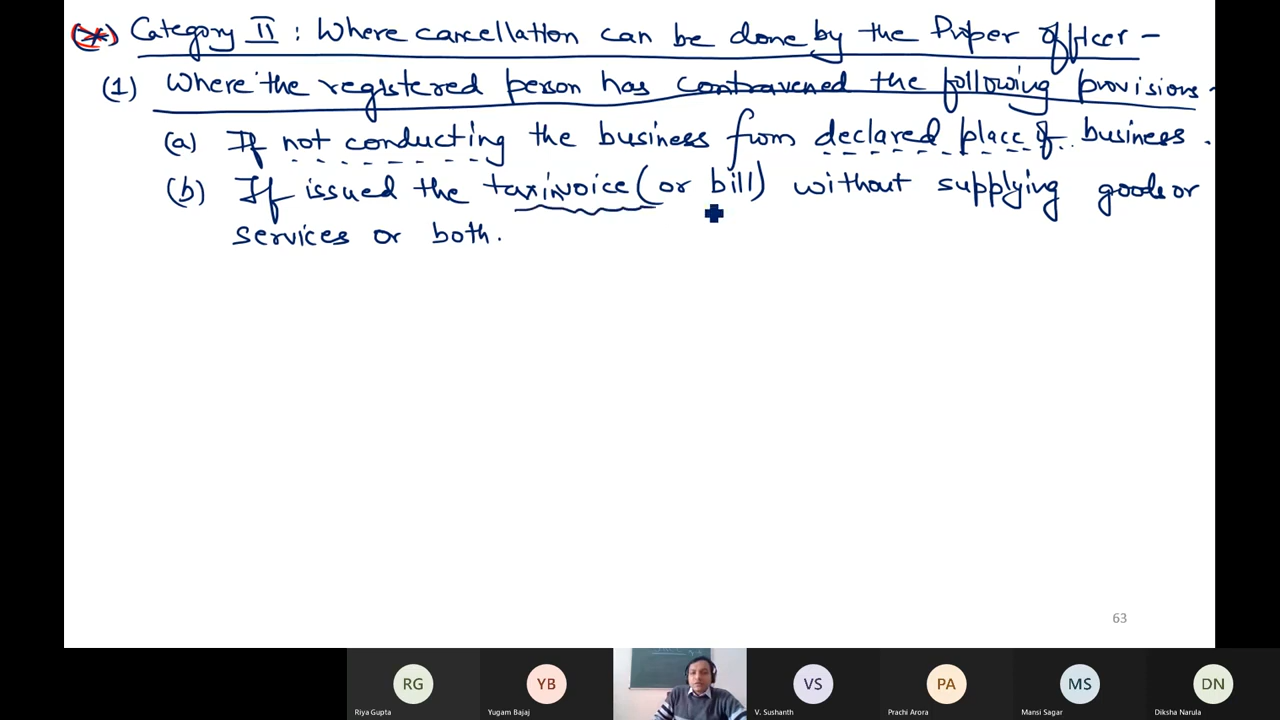 (*) Category II : Where cancellation can be done by the Proper Officer -
(1) Where the registered person has contravened the following provisions -
(a) If not conducting the business from declared place of business.
(b) If issued the tax invoice (or bill) without supplying goods or
services or both.
63
RG YB VS PA MS DN
Riya Gupta Yugam Bajaj V. Sushanth Prachi Arora Mansi Sagar Diksha Narula